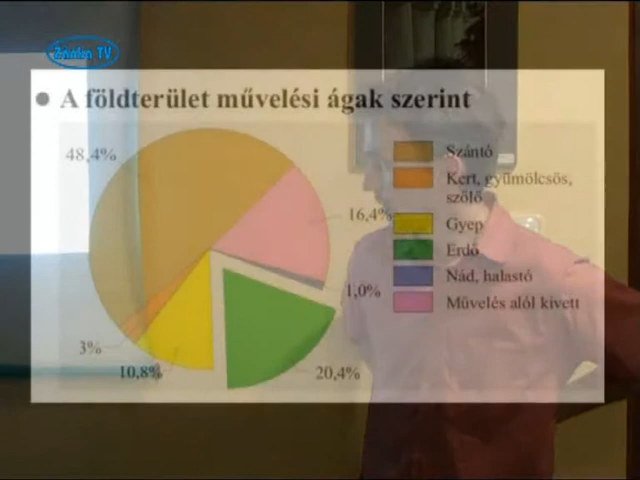 TV
● A földterület művelési ágak szerint
48,4%
Szántó
Kert, gyümölcsös,
szőlő
16,4%
Gyep
Erdő
Nád, halastó
1,0%
Művelés alól kivett
3%
10,8%
20,4%